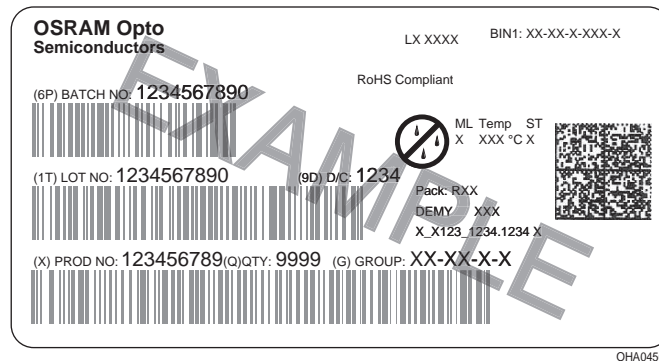 OSRAM Opto
Semiconductors
LX XXXX
BIN1: XX-XX-X-XXX-X
RoHS Compliant
(6P) BATCH NO: 1234567890
ML Temp ST
X XXX °C X
(1T) LOT NO: 1234567890 (9D) D/C: 1234
Pack: RXX
DEMY XXX
X_X123_1234.1234 X
(X) PROD NO: 123456789(Q)QTY: 9999 (G) GROUP: XX-XX-X-X
EXAMPLE
OHA04563